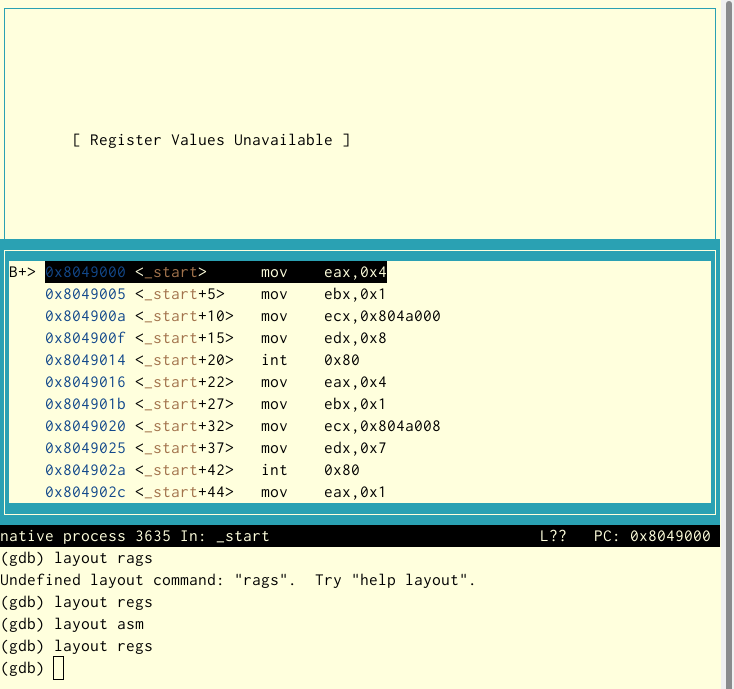 [ Register Values Unavailable ]
B+> 0x8049000 <_start>      mov    eax,0x4
0x8049005 <_start+5>    mov    ebx,0x1
0x804900a <_start+10>   mov    ecx,0x804a000
0x804900f <_start+15>   mov    edx,0x8
0x8049014 <_start+20>   int    0x80
0x8049016 <_start+22>   mov    eax,0x4
0x804901b <_start+27>   mov    ebx,0x1
0x8049020 <_start+32>   mov    ecx,0x804a008
0x8049025 <_start+37>   mov    edx,0x7
0x804902a <_start+42>   int    0x80
0x804902c <_start+44>   mov    eax,0x1
native process 3635 In: _start                              L??   PC: 0x8049000
(gdb) layout rags
Undefined layout command: "rags".  Try "help layout".
(gdb) layout regs
(gdb) layout asm
(gdb) layout regs
(gdb)